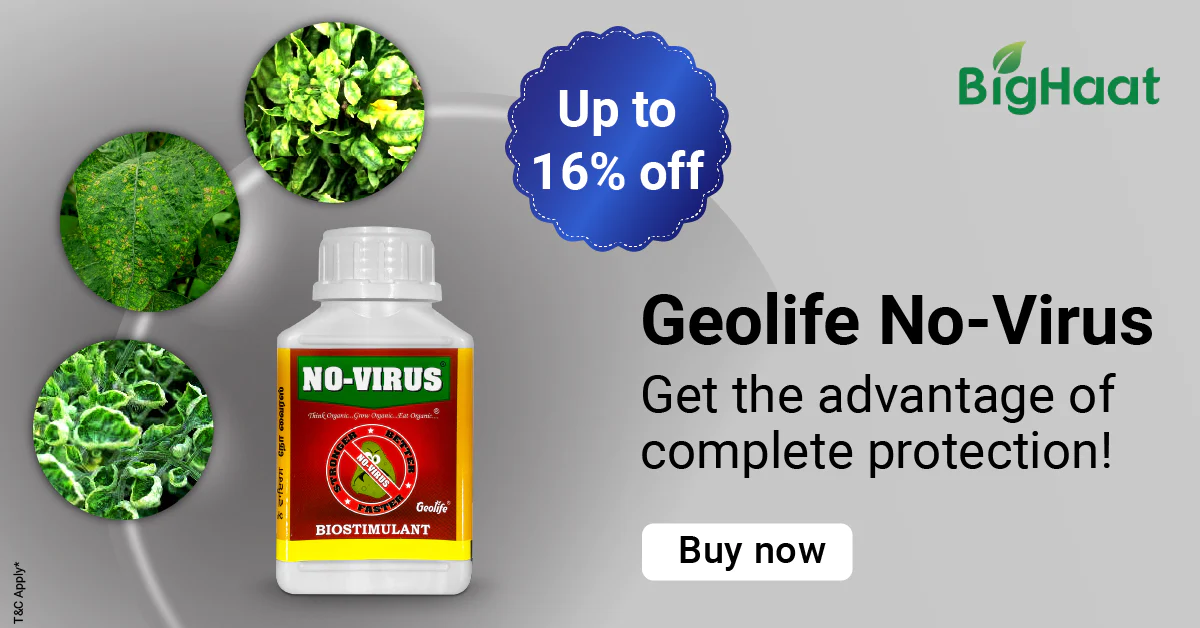 Up to
16% off
BigHaat
NO-VIRUS
Think Organic...Grow Organic...Eat Organic...®
STRONGER BETTER
FASTER
NO-VIRUS
Geolife®
BIOSTIMULANT
Geolife No-Virus
Get the advantage of
complete protection!
Buy now
T&C Apply*